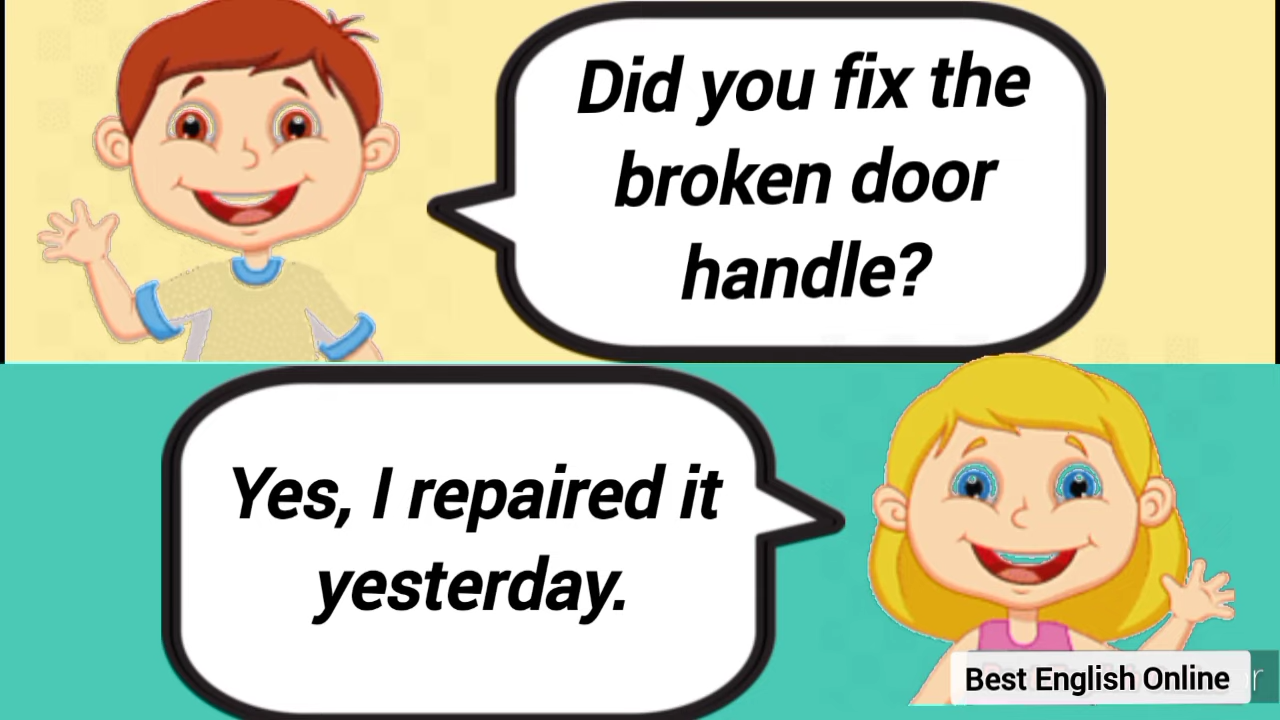 Did you fix the
broken door
handle?
Yes, I repaired it
yesterday.
Best English Online